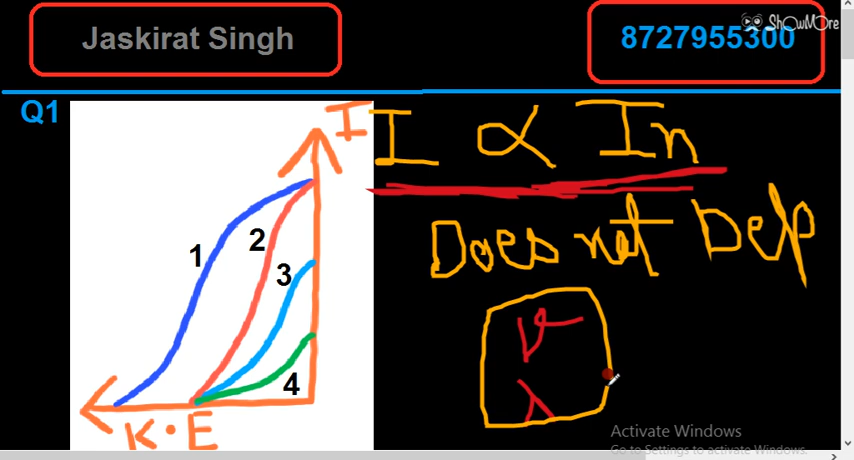 Jaskirat Singh
8727955300
ShowMore
Q1
I
1
2
3
4
K·E
I ∝ In
Does not Dep
ν
λ
Activate Windows
Go to Settings to activate Windows.